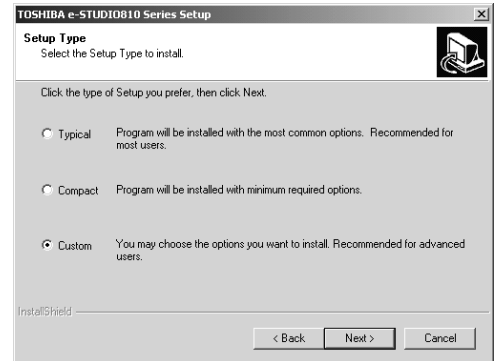 TOSHIBA e-STUDIO810 Series Setup
Setup Type
Select the Setup Type to install.
Click the type of Setup you prefer, then click Next.
Typical Program will be installed with the most common options. Recommended for
most users.
Compact Program will be installed with minimum required options.
Custom You may choose the options you want to install. Recommended for advanced
users.
InstallShield
< Back Next > Cancel